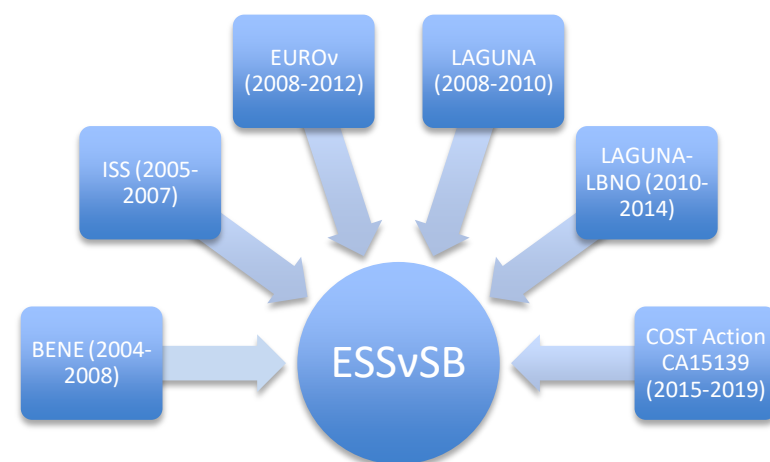 EUROν
(2008-2012)
LAGUNA
(2008-2010)
ISS (2005-
2007)
LAGUNA-
LBNO (2010-
2014)
BENE (2004-
2008)
ESSνSB
COST Action
CA15139
(2015-2019)